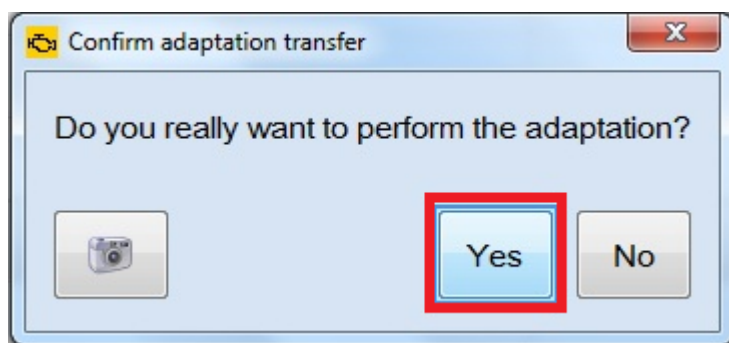 Confirm adaptation transfer
Do you really want to perform the adaptation?
Yes No